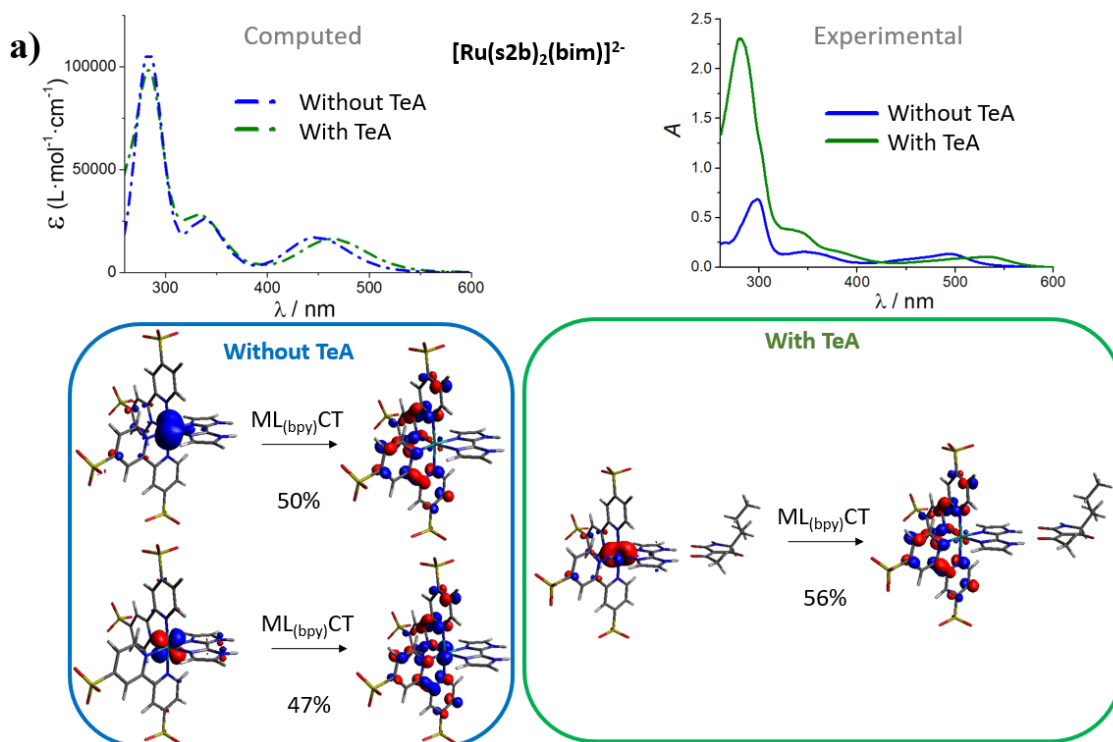 a)
Computed
[Ru(s2b)₂(bim)]²⁻
Experimental
100000
50000
0
ε (L·mol⁻¹·cm⁻¹)
Without TeA
With TeA
300
400
500
600
λ / nm
2.5
2.0
1.5
1.0
0.5
0.0
A
Without TeA
With TeA
300
400
500
600
λ / nm
Without TeA
ML(bpy)CT
50%
ML(bpy)CT
47%
With TeA
ML(bpy)CT
56%